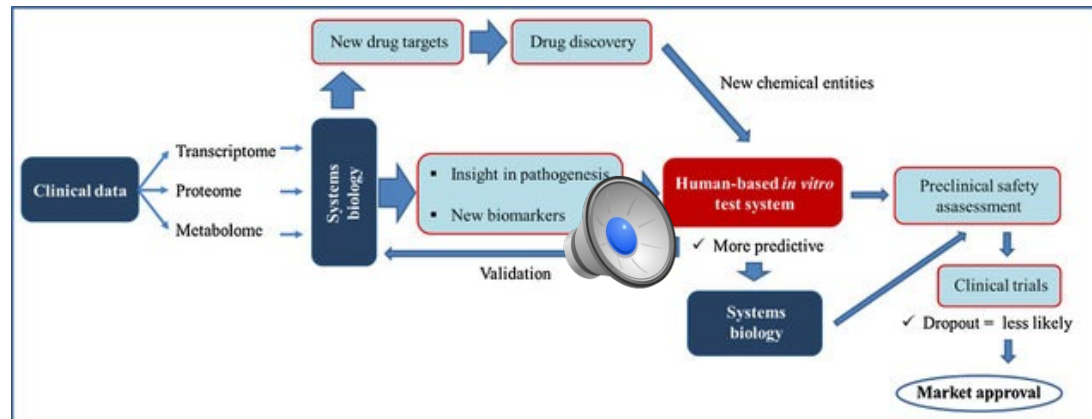 New drug targets
Drug discovery
New chemical entities
Clinical data
Transcriptome
Proteome
Metabolome
Systems
biology
▪ Insight in pathogenesis
▪ New biomarkers
Human-based in vitro
test system
✓ More predictive
Validation
Systems
biology
Preclinical safety
asasessment
Clinical trials
✓ Dropout = less likely
Market approval